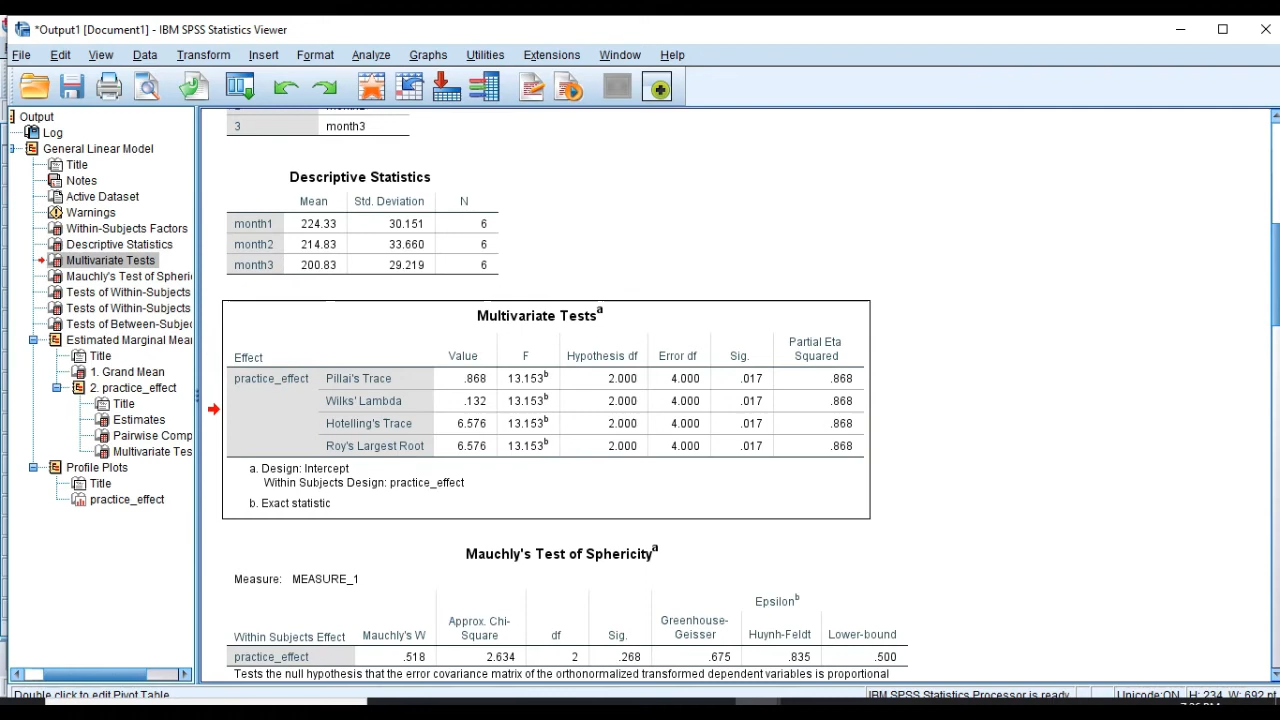 *Output1 [Document1] - IBM SPSS Statistics Viewer
File Edit View Data Transform Insert Format Analyze Graphs Utilities Extensions Window Help
Output
Log
General Linear Model
Title
Notes
Active Dataset
Warnings
Within-Subjects Factors
Descriptive Statistics
Multivariate Tests
Mauchly's Test of Spheri
Tests of Within-Subjects
Tests of Within-Subjects
Tests of Between-Subje
Estimated Marginal Mear
Title
1. Grand Mean
2. practice_effect
Title
Estimates
Pairwise Comp
Multivariate Tes
Profile Plots
Title
practice_effect
3 month3
Descriptive Statistics
Mean Std. Deviation N
month1 224.33 30.151 6
month2 214.83 33.660 6
month3 200.83 29.219 6
Multivariate Testsa
Effect Value F Hypothesis df Error df Sig. Partial Eta Squared
practice_effect Pillai's Trace .868 13.153b 2.000 4.000 .017 .868
Wilks' Lambda .132 13.153b 2.000 4.000 .017 .868
Hotelling's Trace 6.576 13.153b 2.000 4.000 .017 .868
Roy's Largest Root 6.576 13.153b 2.000 4.000 .017 .868
a. Design: Intercept
Within Subjects Design: practice_effect
b. Exact statistic
Mauchly's Test of Sphericitya
Measure: MEASURE_1
Epsilonb
Within Subjects Effect Mauchly's W Approx. Chi-Square df Sig. Greenhouse-Geisser Huynh-Feldt Lower-bound
practice_effect .518 2.634 2 .268 .675 .835 .500
Tests the null hypothesis that the error covariance matrix of the orthonormalized transformed dependent variables is proportional
Double click to edit Pivot Table
IBM SPSS Statistics Processor is ready
Unicode:ON H: 234, W: 692 pt